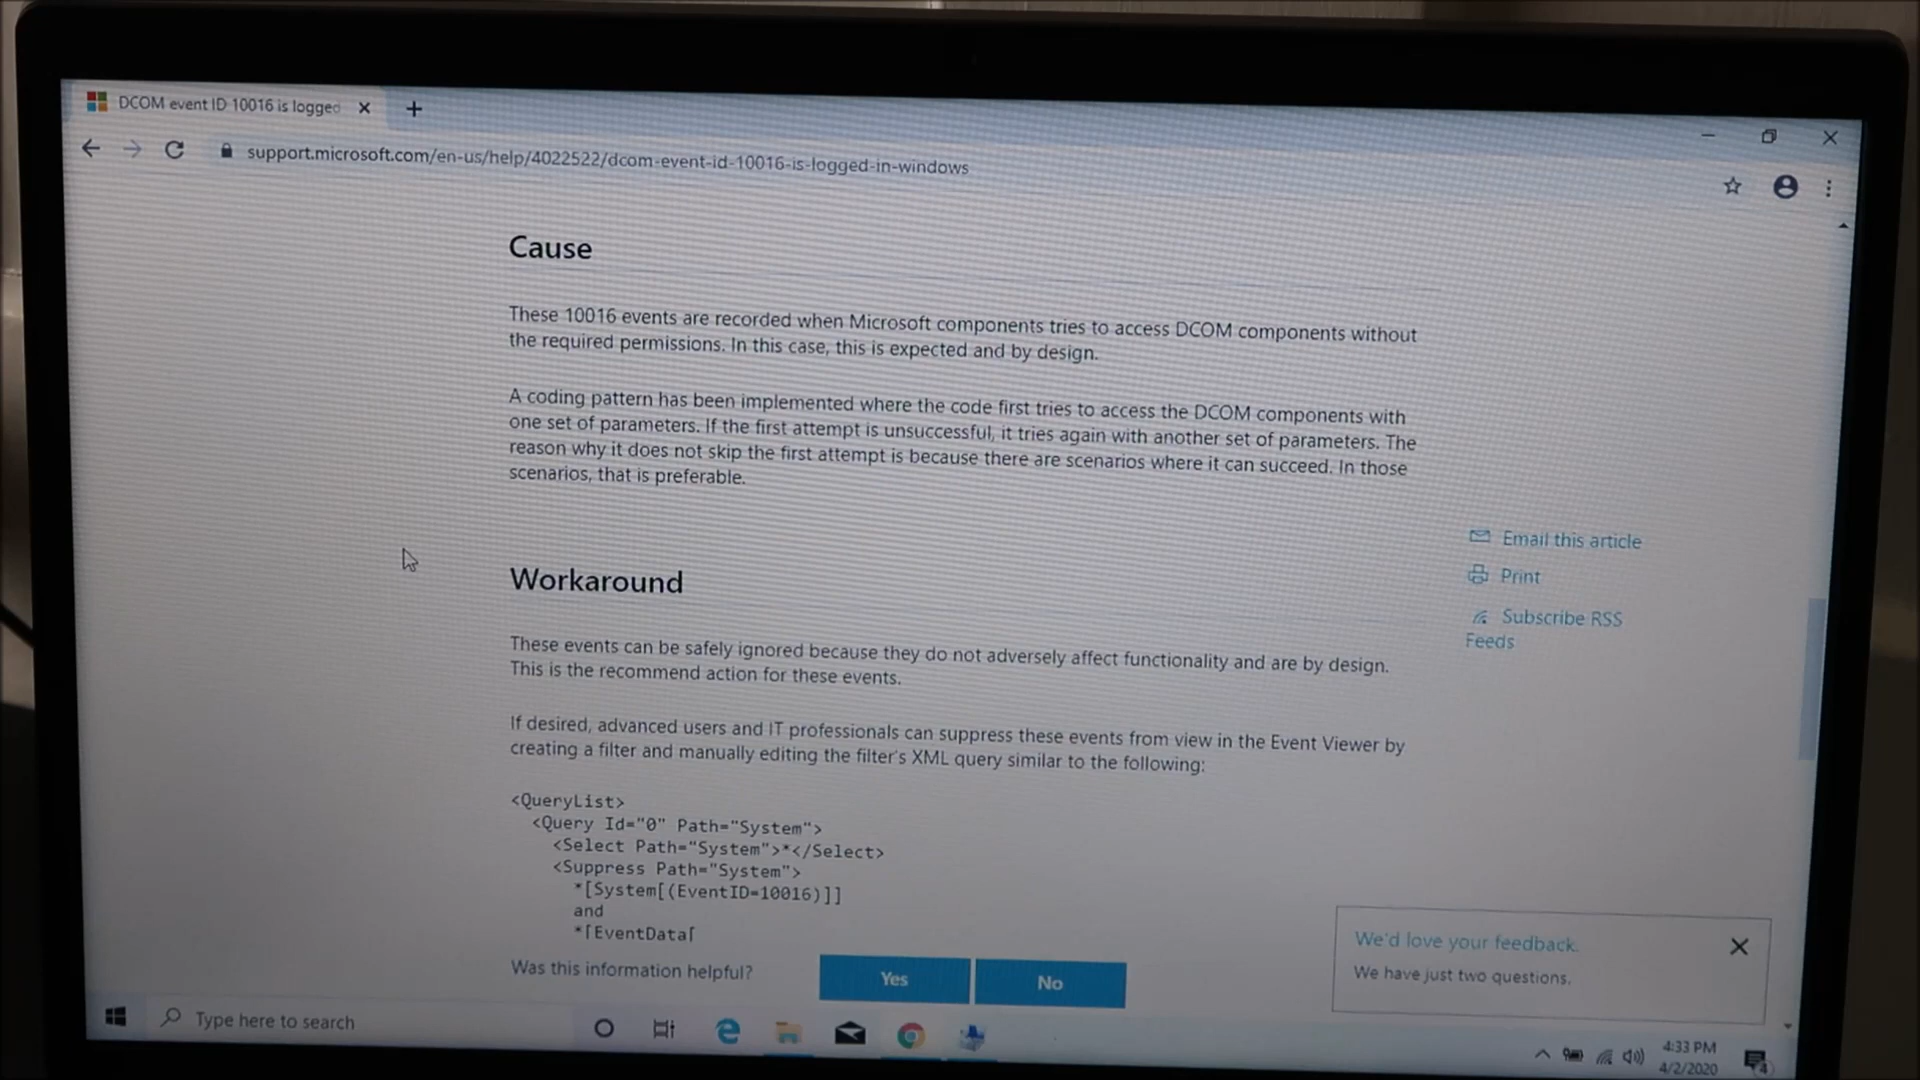 DCOM event ID 10016 is logged
support.microsoft.com/en-us/help/4022522/dcom-event-id-10016-is-logged-in-windows
Cause
These 10016 events are recorded when Microsoft components tries to access DCOM components without
the required permissions. In this case, this is expected and by design.
A coding pattern has been implemented where the code first tries to access the DCOM components with
one set of parameters. If the first attempt is unsuccessful, it tries again with another set of parameters. The
reason why it does not skip the first attempt is because there are scenarios where it can succeed. In those
scenarios, that is preferable.
Email this article
Print
Subscribe RSS
Feeds
Workaround
These events can be safely ignored because they do not adversely affect functionality and are by design.
This is the recommend action for these events.
If desired, advanced users and IT professionals can suppress these events from view in the Event Viewer by
creating a filter and manually editing the filter's XML query similar to the following:
<QueryList>
<Query Id="0" Path="System">
<Select Path="System">*</Select>
<Suppress Path="System">
*[System[(EventID=10016)]]
and
*[EventData[
Was this information helpful?
Yes
No
We'd love your feedback.
We have just two questions.
Type here to search
4:33 PM
4/2/2020
4